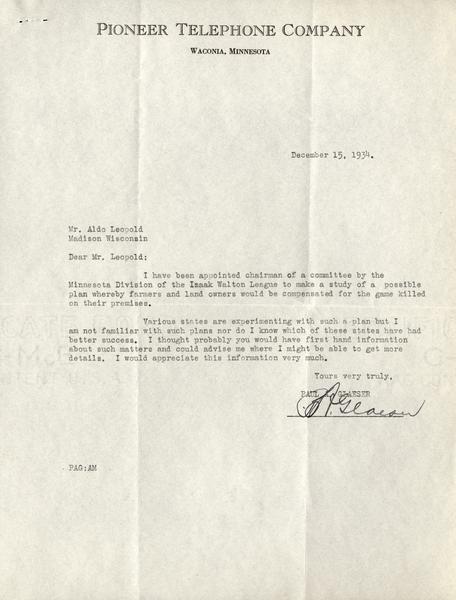 PIONEER TELEPHONE COMPANY
WACONIA, MINNESOTA
December 15, 1934.
Mr. Aldo Leopold
Madison Wisconsin
Dear Mr. Leopold:
I have been appointed chairman of a committee by the
Minnesota Division of the Izaak Walton League to make a study of a possible
plan whereby farmers and land owners would be compensated for the game killed
on their premises.
Various states are experimenting with such a plan but I
am not familiar with such plans nor do I know which of these states have had
better success. I thought probably you would have first hand information
about such matters and could advise me where I might be able to get more
details. I would appreciate this information very much.
Yours very truly,
PAUL GLAESER
Glaeser
PAG:AM